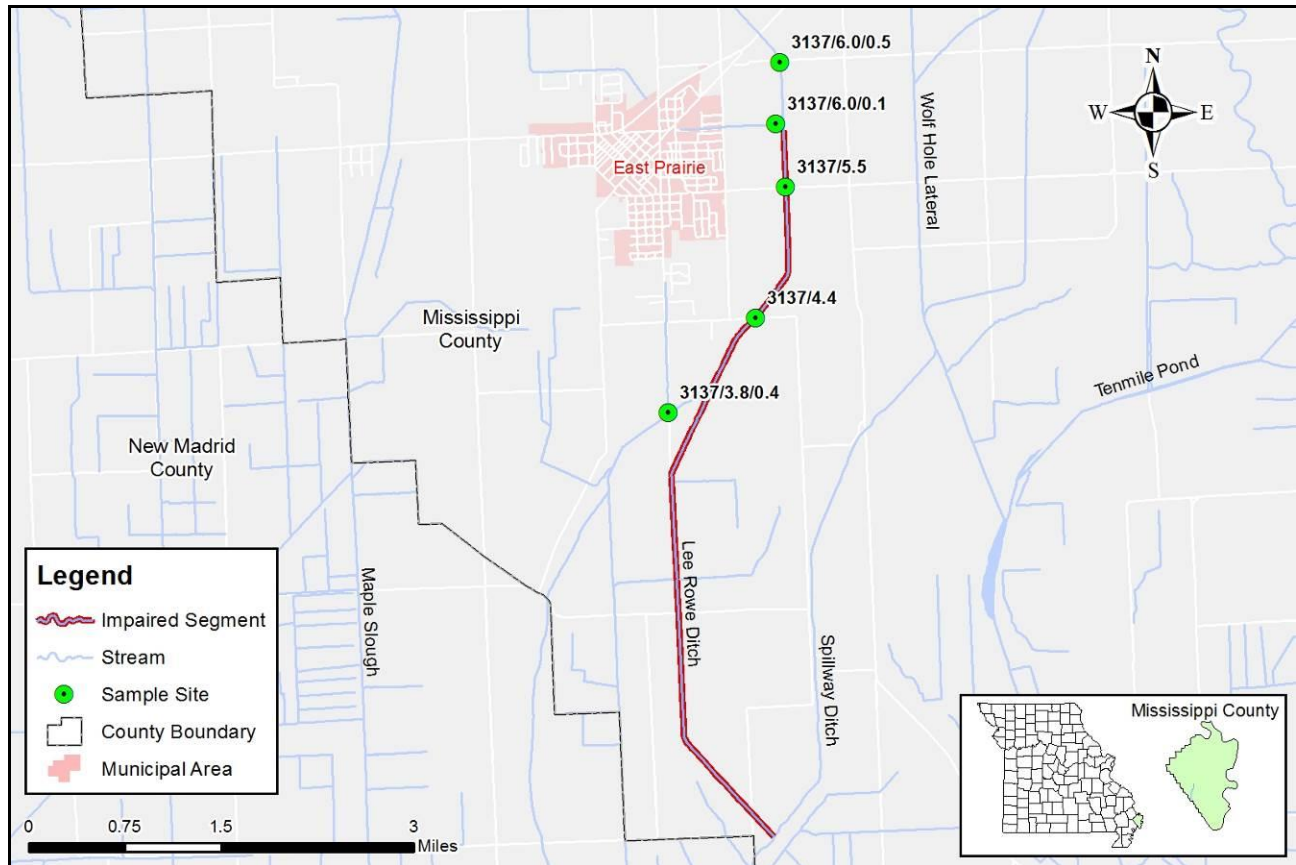 3137/6.0/0.5
N
3137/6.0/0.1
W
E
S
East Prairie
3137/5.5
Wolf Hole Lateral
3137/4.4
Mississippi
County
Tenmile Pond
3137/3.8/0.4
New Madrid
County
Lee Rowe Ditch
Maple Slough
Spillway Ditch
Legend
Impaired Segment
Stream
Sample Site
County Boundary
Municipal Area
Mississippi County
0 0.75 1.5 3
Miles